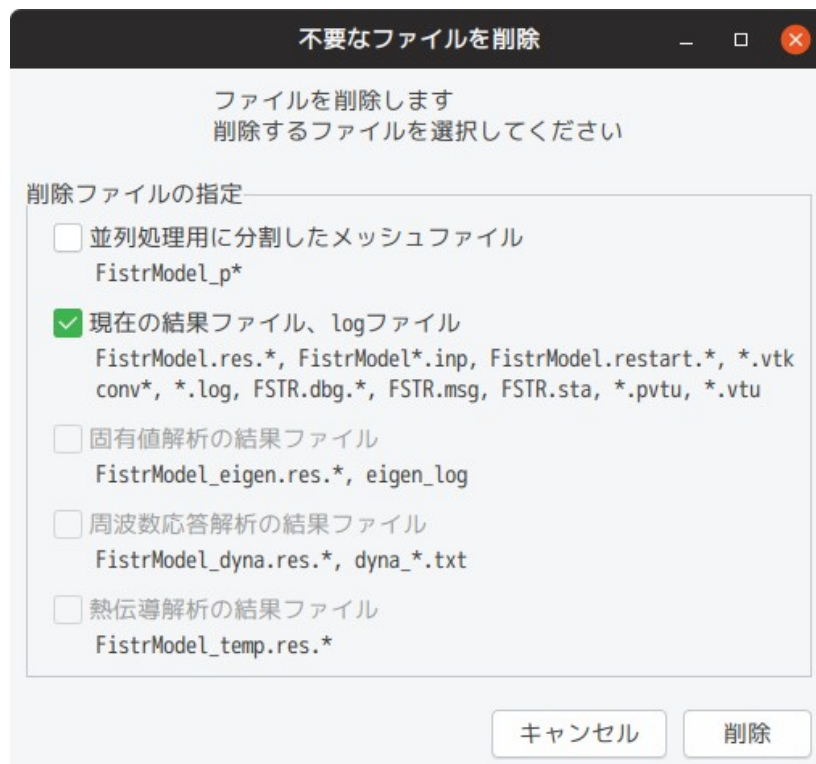 不要なファイルを削除
ファイルを削除します
削除するファイルを選択してください
削除ファイルの指定
並列処理用に分割したメッシュファイル
FistrModel_p*
現在の結果ファイル、logファイル
FistrModel.res.*, FistrModel*.inp, FistrModel.restart.*, *.vtk
conv*, *.log, FSTR.dbg.*, FSTR.msg, FSTR.sta, *.pvtu, *.vtu
固有値解析の結果ファイル
FistrModel_eigen.res.*, eigen_log
周波数応答解析の結果ファイル
FistrModel_dyna.res.*, dyna_*.txt
熱伝導解析の結果ファイル
FistrModel_temp.res.*
キャンセル
削除